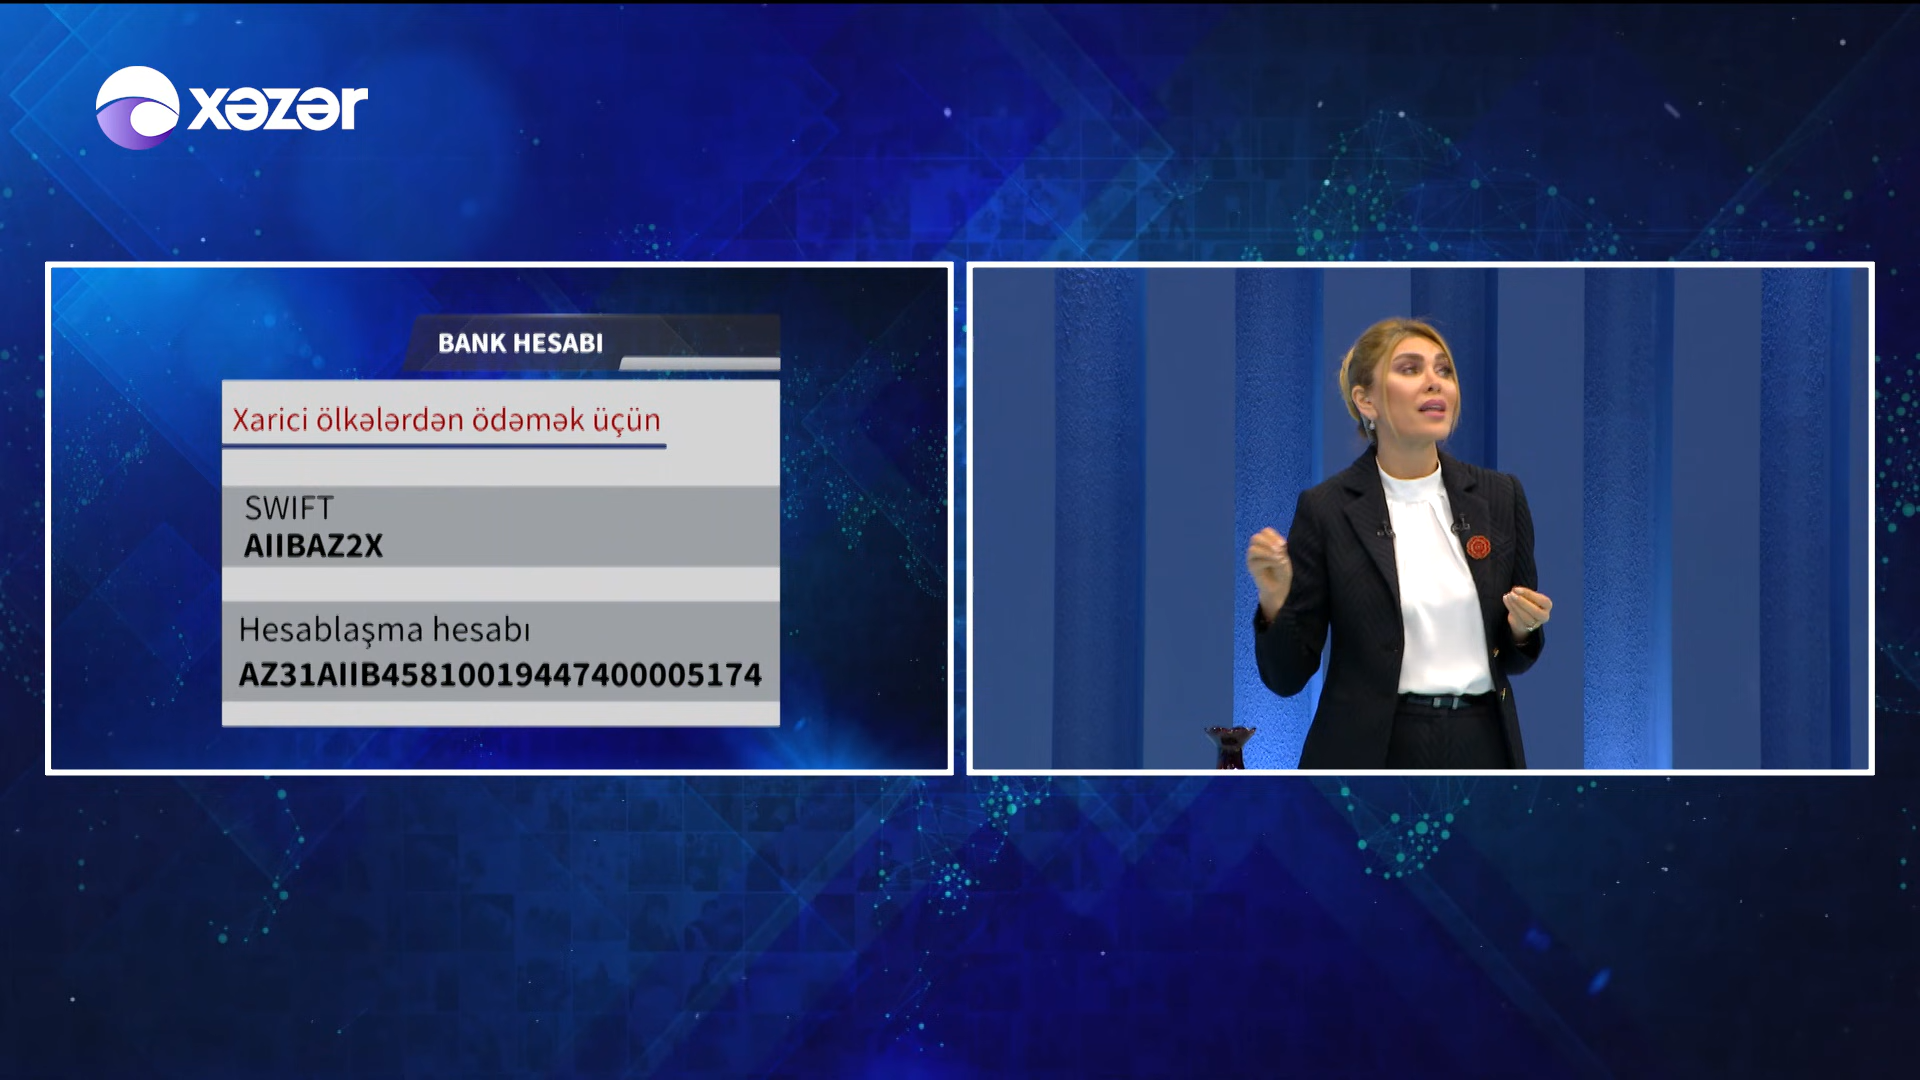 xəzər
BANK HESABI
Xarici ölkələrdən ödəmək üçün
SWIFT
AIIBAZ2X
Hesablaşma hesabı
AZ31AIIB45810019447400005174